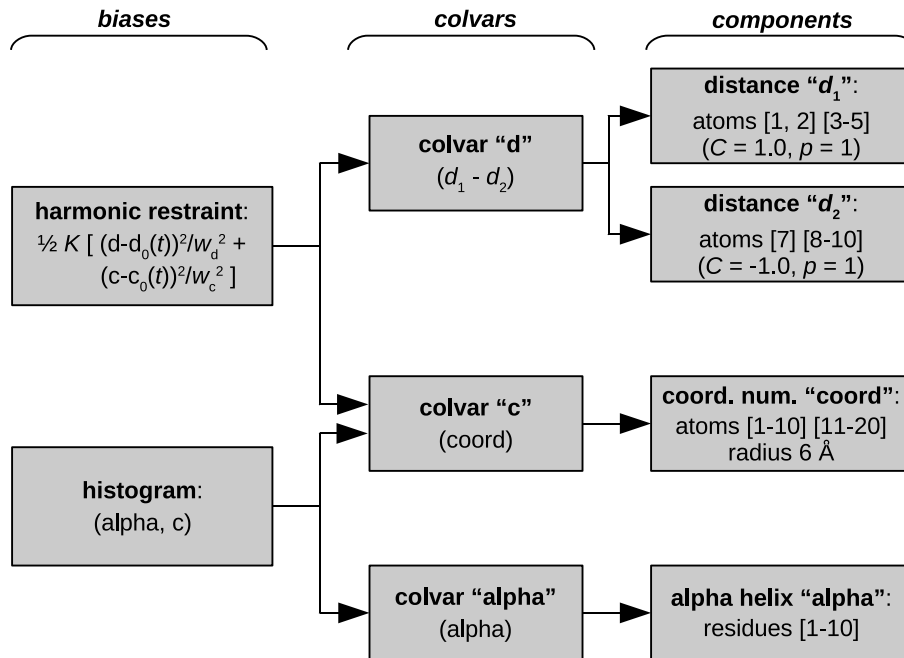 biases
colvars
components
harmonic restraint:
½ K [ (d-d₀(t))²/w_d² +
(c-c₀(t))²/w_c² ]
histogram:
(alpha, c)
colvar “d”
(d₁ - d₂)
colvar “c”
(coord)
colvar “alpha”
(alpha)
distance “d₁”:
atoms [1, 2] [3-5]
(C = 1.0, p = 1)
distance “d₂”:
atoms [7] [8-10]
(C = -1.0, p = 1)
coord. num. “coord”:
atoms [1-10] [11-20]
radius 6 Å
alpha helix “alpha”:
residues [1-10]